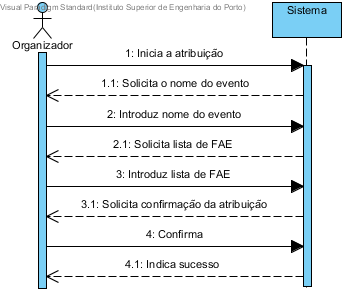 Visual Paradigm Standard(Instituto Superior de Engenharia do Porto)
Sistema
Organizador
1: Inicia a atribuição
1.1: Solicita o nome do evento
2: Introduz nome do evento
2.1: Solicita lista de FAE
3: Introduz lista de FAE
3.1: Solicita confirmação da atribuição
4: Confirma
4.1: Indica sucesso